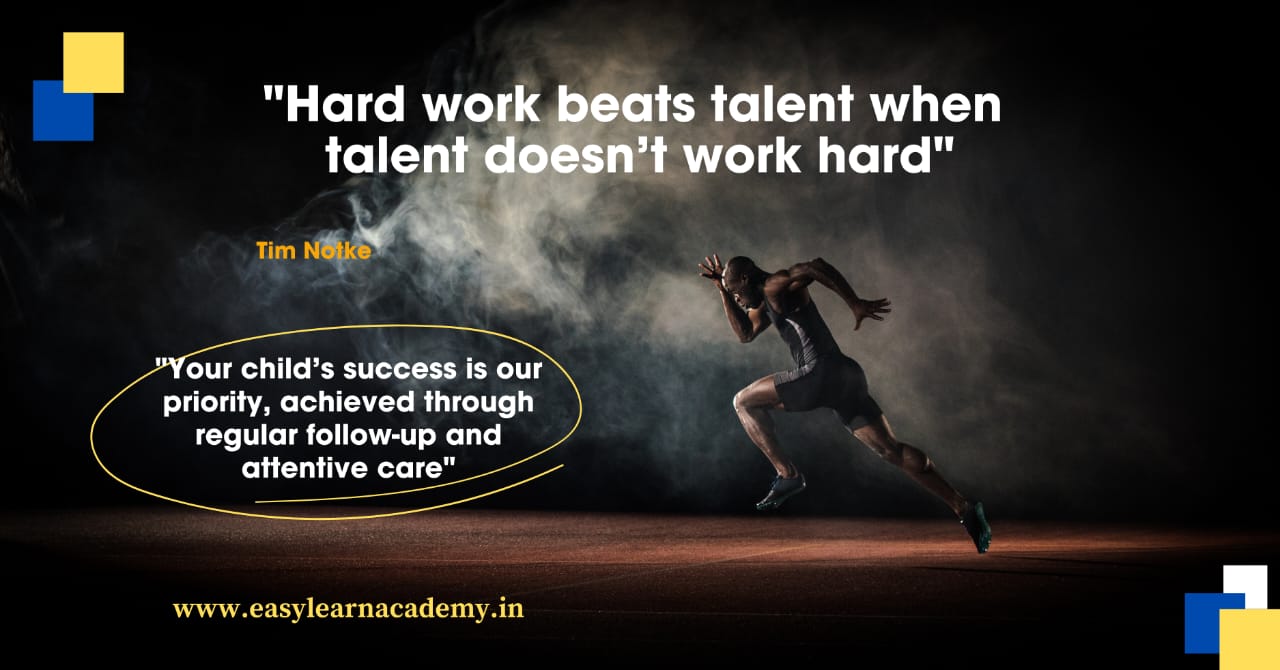 "Hard work beats talent when
talent doesn’t work hard"
Tim Notke
"Your child’s success is our
priority, achieved through
regular follow-up and
attentive care"
www.easylearnacademy.in